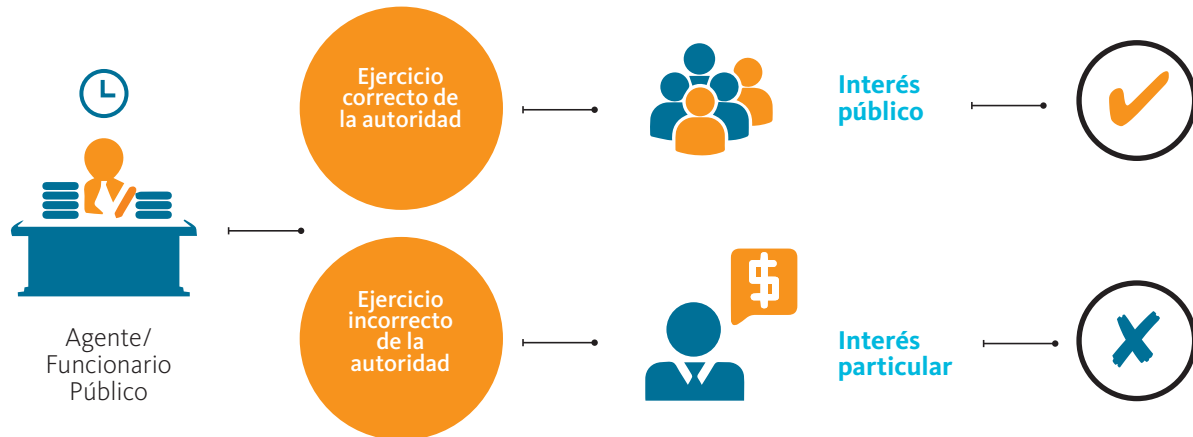 Agente/
Funcionario
Público
Ejercicio
correcto de
la autoridad
Interés
público
Ejercicio
incorrecto
de la
autoridad
$
Interés
particular